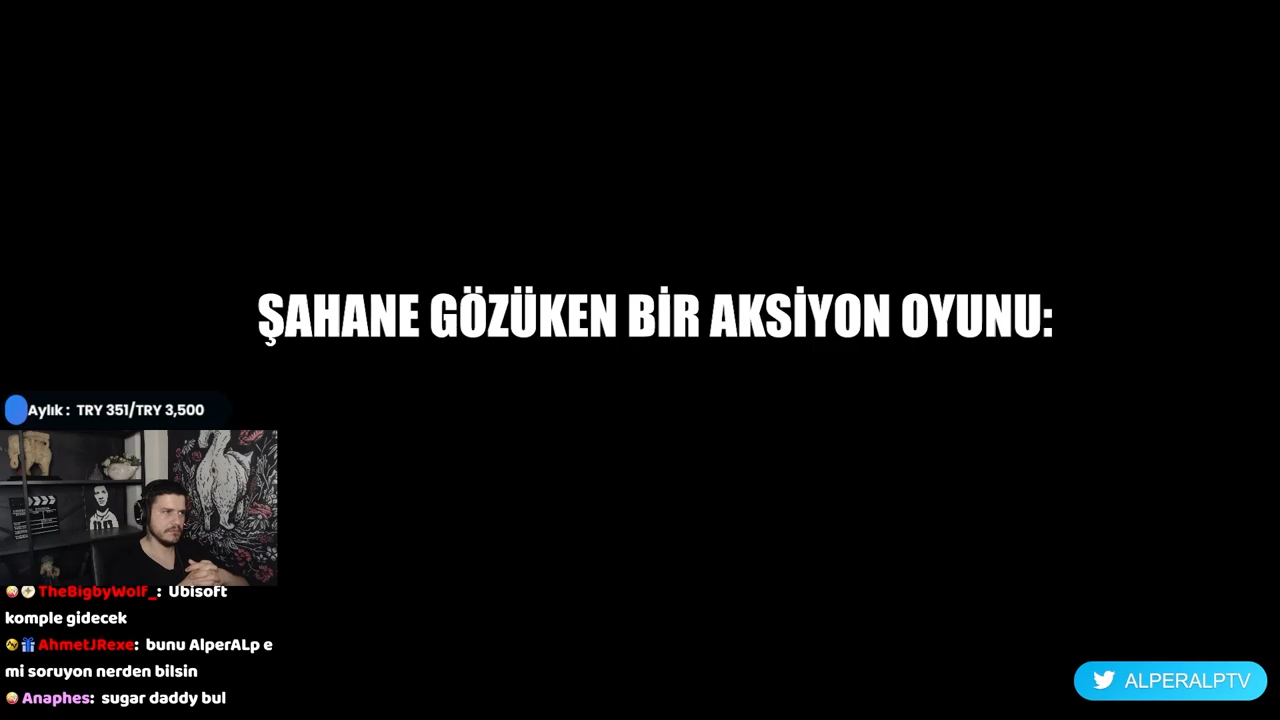 ŞAHANE GÖZÜKEN BİR AKSİYON OYUNU:
Aylık : TRY 351/TRY 3,500
TheBigbyWolf_: Ubisoft
komple gidecek
AhmetJRexe: bunu AlperALp e
mi soruyon nerden bilsin
Anaphes: sugar daddy bul
ALPERALPTV